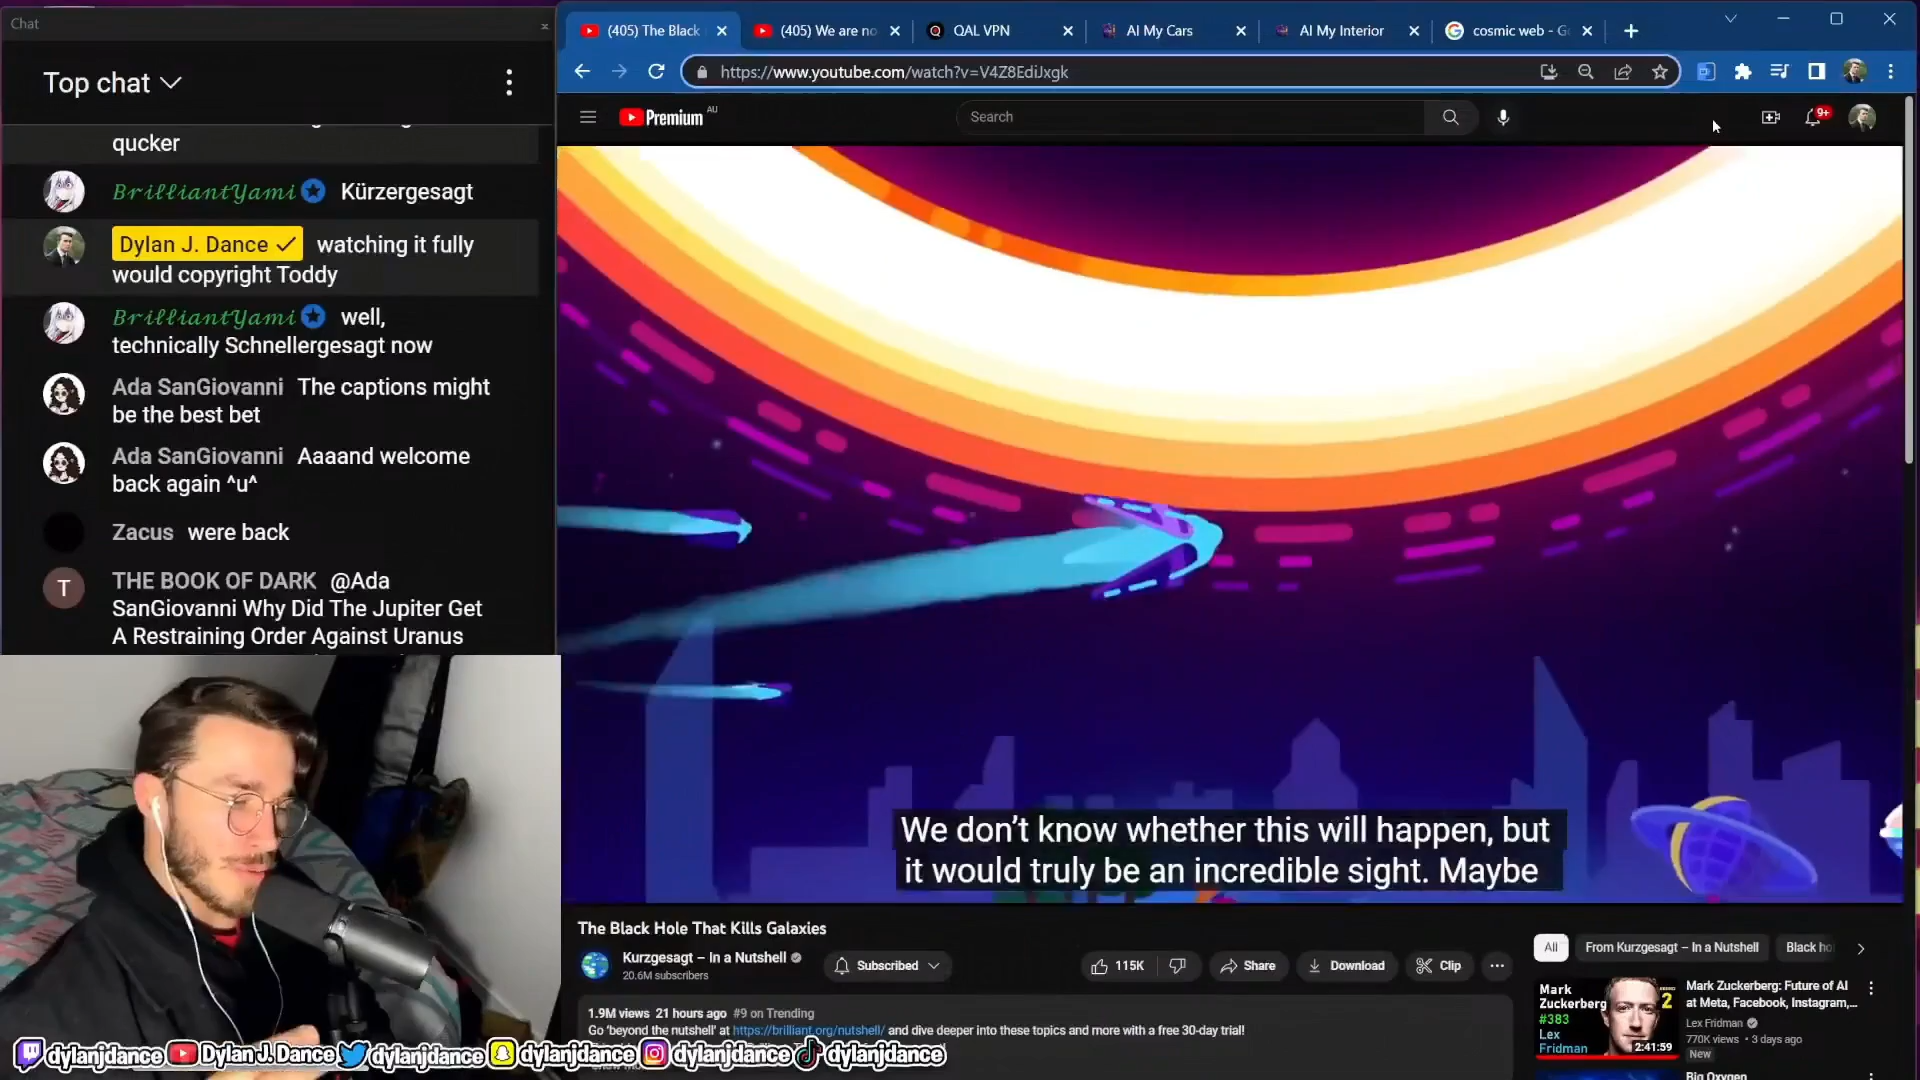 Chat
Top chat
qucker
BrilliantYami Kürzergesagt
Dylan J. Dance watching it fully
would copyright Toddy
BrilliantYami well,
technically Schnellergesagt now
Ada SanGiovanni The captions might
be the best bet
Ada SanGiovanni Aaaand welcome
back again ^u^
Zacus were back
T
THE BOOK OF DARK @Ada
SanGiovanni Why Did The Jupiter Get
A Restraining Order Against Uranus
(405) The Black
(405) We are no
QAL VPN
AI My Cars
AI My Interior
cosmic web - G
https://www.youtube.com/watch?v=V4Z8EdiJxgk
Premium AU
Search
9+
We don't know whether this will happen, but
it would truly be an incredible sight. Maybe
The Black Hole That Kills Galaxies
Kurzgesagt – In a Nutshell
20.6M subscribers
Subscribed
115K
Share
Download
Clip
1.9M views 21 hours ago #9 on Trending
Go 'beyond the nutshell' at https://brilliant.org/nutshell/ and dive deeper into these topics and more with a free 30-day trial!
All
From Kurzgesagt – In a Nutshell
Black ho
Mark
Zuckerberg
#383
Lex
Fridman
2
2:41:59
Mark Zuckerberg: Future of AI
at Meta, Facebook, Instagram,...
Lex Fridman
770K views • 3 days ago
New
Big Oxygen
dylanjdance Dylan J. Dance dylanjdance dylanjdance dylanjdance dylanjdance